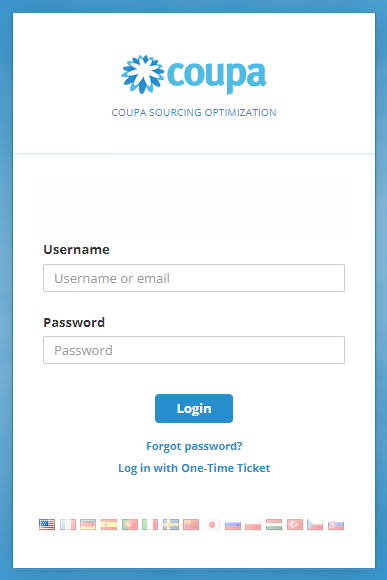 coupa
COUPA SOURCING OPTIMIZATION
Username
Username or email
Password
Password
Login
Forgot password?
Log in with One-Time Ticket